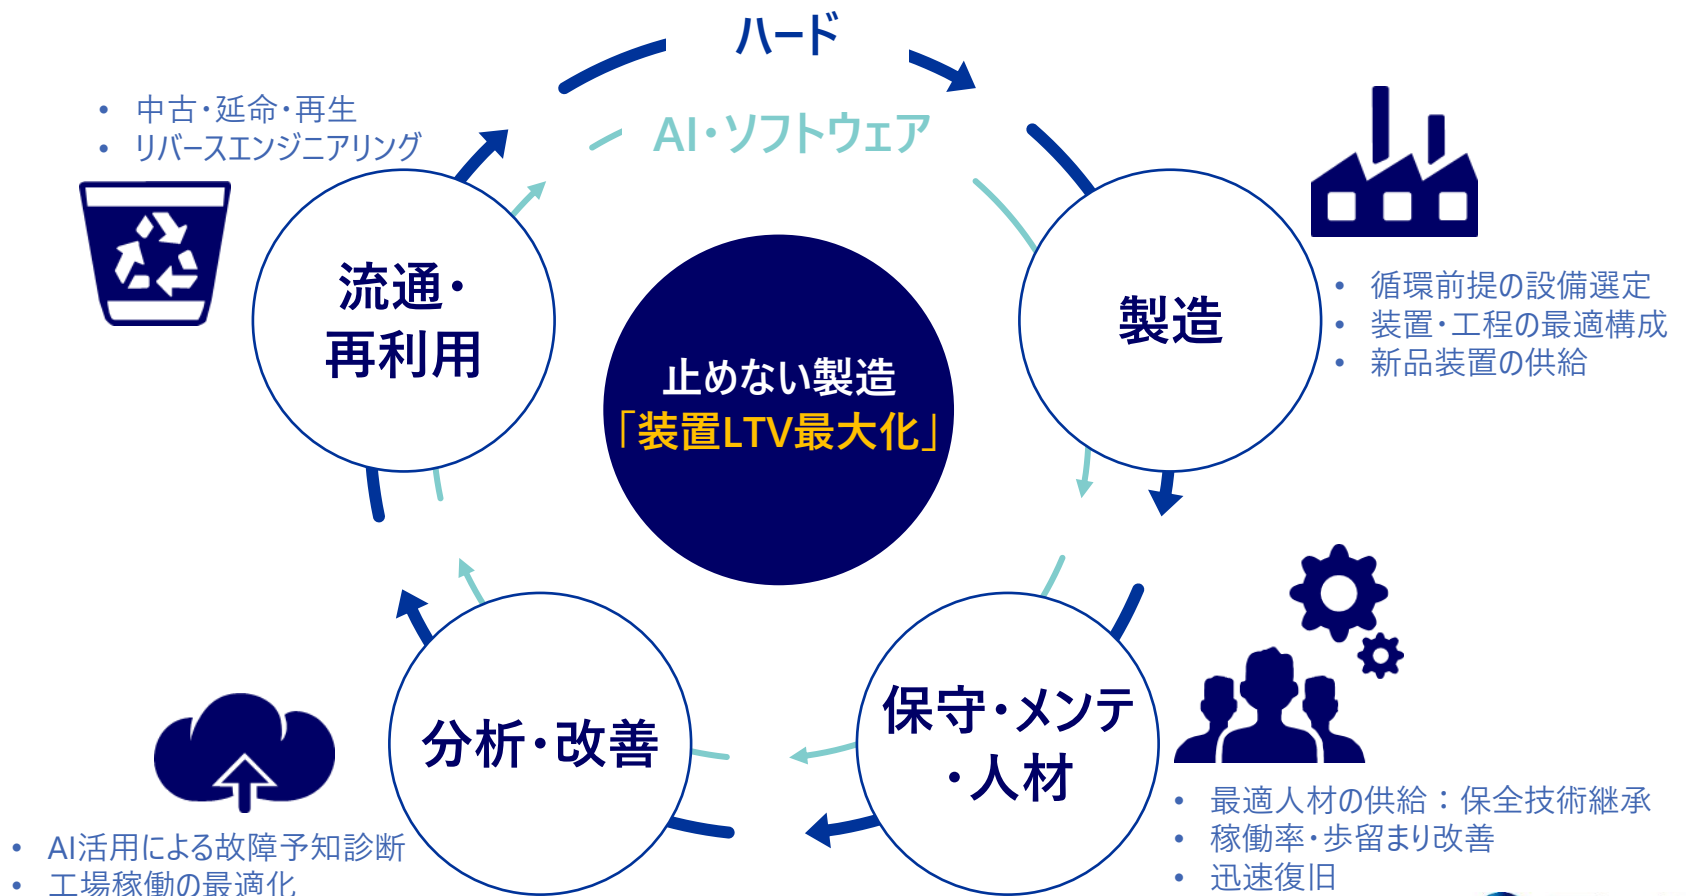 ハード
AI・ソフトウェア
• 中古・延命・再生
• リバースエンジニアリング
流通・
再利用
製造
• 循環前提の設備選定
• 装置・工程の最適構成
• 新品装置の供給
止めない製造
「装置LTV最大化」
分析・改善
• AI活用による故障予知診断
• 工場稼働の最適化
保守・メンテ
・人材
• 最適人材の供給：保全技術継承
• 稼働率・歩留まり改善
• 迅速復旧